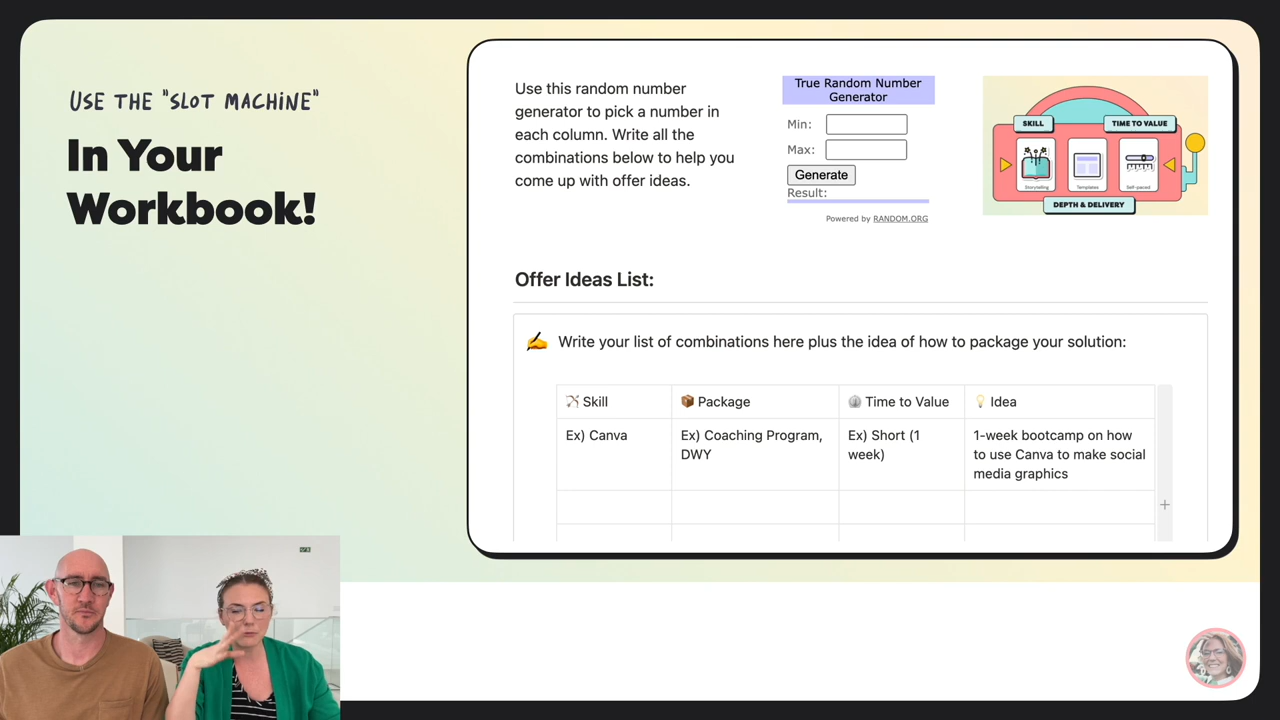 USE THE "SLOT MACHINE"
In Your
Workbook!
Use this random number
generator to pick a number in
each column. Write all the
combinations below to help you
come up with offer ideas.
True Random Number
Generator
Min:
Max:
Generate
Result:
Powered by RANDOM.ORG
SKILL
TIME TO VALUE
Storytelling
Templates
Self-paced
DEPTH & DELIVERY
Offer Ideas List:
Write your list of combinations here plus the idea of how to package your solution:
Skill
Package
Time to Value
Idea
Ex) Canva
Ex) Coaching Program,
DWY
Ex) Short (1
week)
1-week bootcamp on how
to use Canva to make social
media graphics